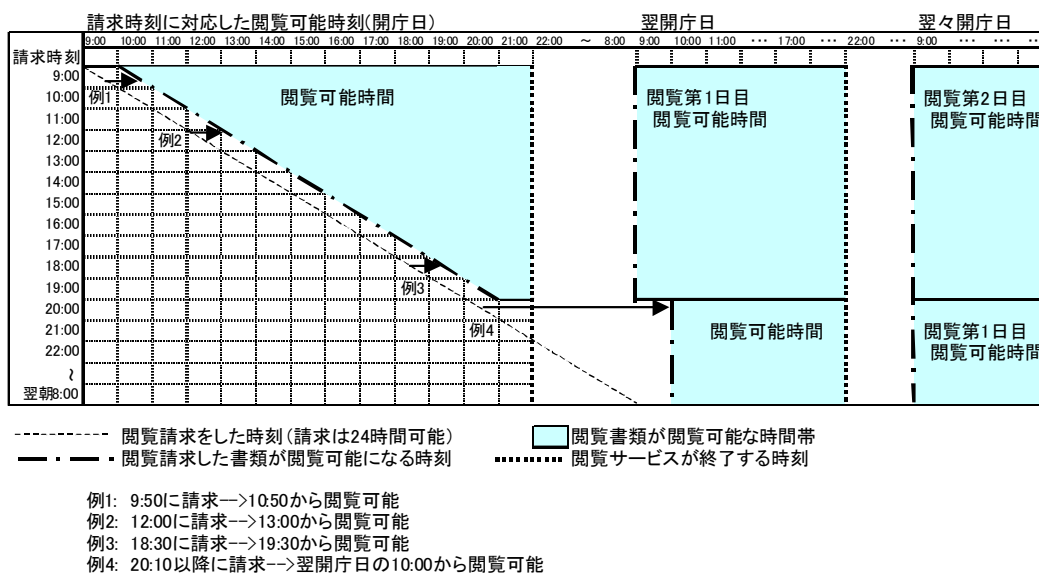 請求時刻に対応した閲覧可能時刻(開庁日) 翌開庁日 翌々開庁日
9:00 10:00 11:00 12:00 13:00 14:00 15:00 16:00 17:00 18:00 19:00 20:00 21:00 22:00 ~ 8:00 9:00 10:00 11:00 … 17:00 … 22:00 … 9:00 … … …
請求時刻
9:00
10:00
11:00
12:00
13:00
14:00
15:00
16:00
17:00
18:00
19:00
20:00
21:00
22:00
~
翌朝8:00
例1
例2
例3
例4
閲覧可能時間
閲覧第1日目
閲覧可能時間
閲覧第2日目
閲覧可能時間
閲覧可能時間
閲覧第1日目
閲覧可能時間
閲覧請求をした時刻(請求は24時間可能) 閲覧書類が閲覧可能な時間帯
閲覧請求した書類が閲覧可能になる時刻 閲覧サービスが終了する時刻
例1: 9:50に請求-->10:50から閲覧可能
例2: 12:00に請求-->13:00から閲覧可能
例3: 18:30に請求-->19:30から閲覧可能
例4: 20:10以降に請求-->翌開庁日の10:00から閲覧可能